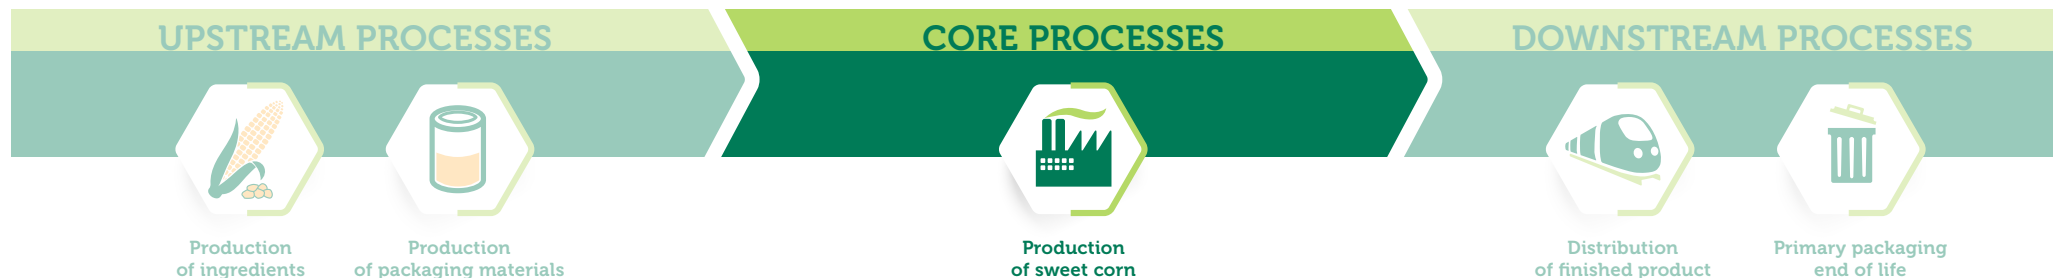 UPSTREAM PROCESSES
CORE PROCESSES
DOWNSTREAM PROCESSES
Production
of ingredients
Production
of packaging materials
Production
of sweet corn
Distribution
of finished product
Primary packaging
end of life